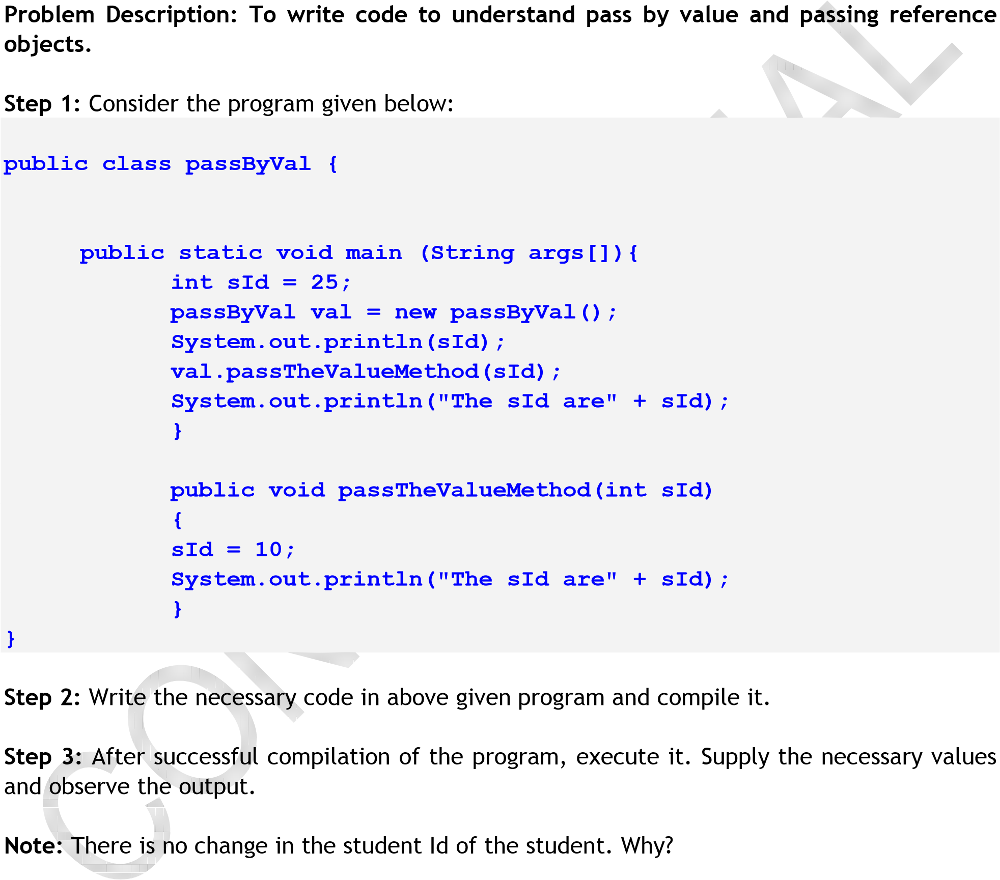 Problem Description: To write code to understand pass by value and passing reference
objects.
Step 1: Consider the program given below:
public class passByVal {
public static void main (String args[]){
int sId = 25;
passByVal val = new passByVal();
System.out.println(sId);
val.passTheValueMethod(sId);
System.out.println("The sId are" + sId);
}
public void passTheValueMethod(int sId)
{
sId = 10;
System.out.println("The sId are" + sId);
}
}
Step 2: Write the necessary code in above given program and compile it.
Step 3: After successful compilation of the program, execute it. Supply the necessary values
and observe the output.
Note: There is no change in the student Id of the student. Why?